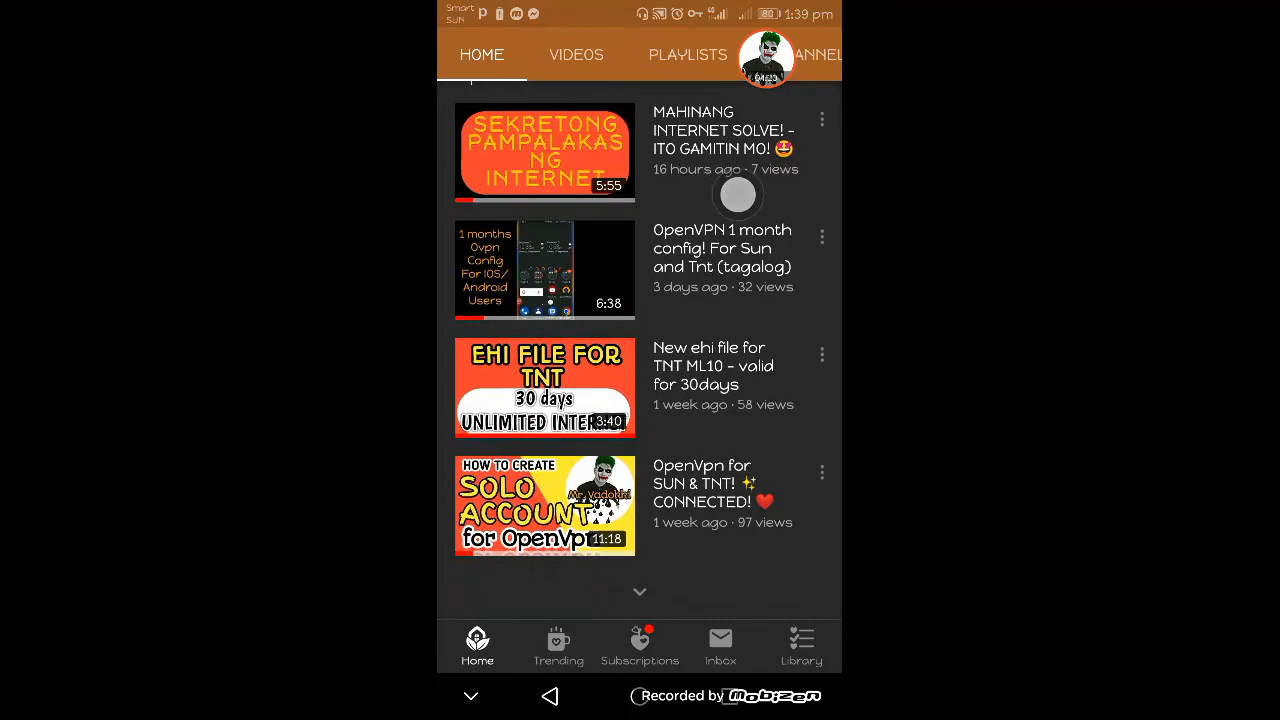 Smart
SUN
1:39 pm
HOME
VIDEOS
PLAYLISTS
ANNEL
04:23
SEKRETONG
PAMPALAKAS
NG
INTERNET
5:55
MAHINANG
INTERNET SOLVE! -
ITO GAMITIN MO! 🤩
16 hours ago · 7 views
1 months
Ovpn
Config
For IOS/
Android
Users
6:38
OpenVPN 1 month
config! For Sun
and Tnt (tagalog)
3 days ago · 32 views
EHI FILE FOR
TNT
30 days
UNLIMITED INTERNET
3:40
New ehi file for
TNT ML10 - valid
for 30days
1 week ago · 58 views
HOW TO CREATE
SOLO
ACCOUNT
for OpenVpn
Mr. Vadokhi
11:18
OpenVpn for
SUN & TNT! ✨
CONNECTED! ❤️
1 week ago · 97 views
Home
Trending
Subscriptions
Inbox
Library
Recorded by Mobizen